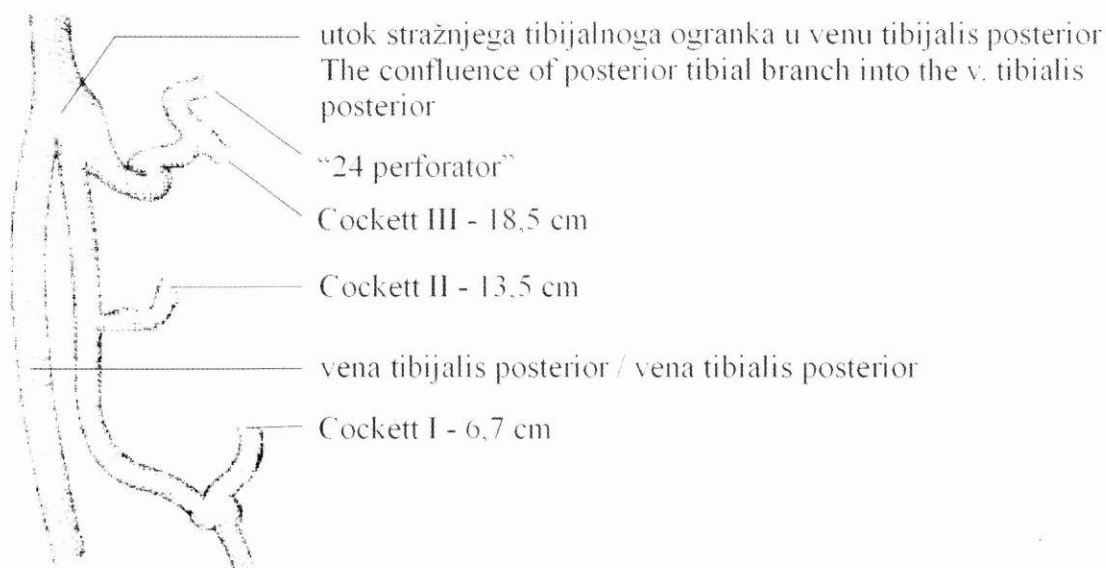 utok stražnjega tibijalnoga ogranka u venu tibijalis posterior
The confluence of posterior tibial branch into the v. tibialis
posterior
“24 perforator”
Cockett III - 18,5 cm
Cockett II - 13,5 cm
vena tibijalis posterior / vena tibialis posterior
Cockett I - 6,7 cm